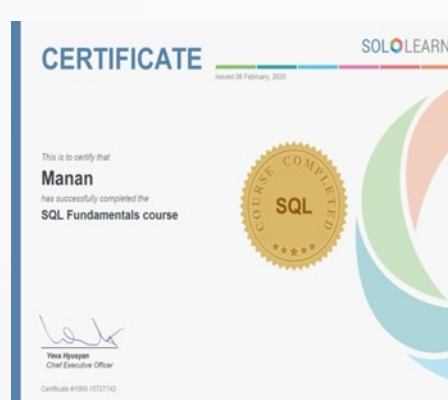 CERTIFICATE
SOLOLEARN
Issued 08 February, 2020
This is to certify that
Manan
has successfully completed the
SQL Fundamentals course
COURSE COMPLETED
SQL
Yeva Hyusyan
Chief Executive Officer
Certificate #1060-15727742